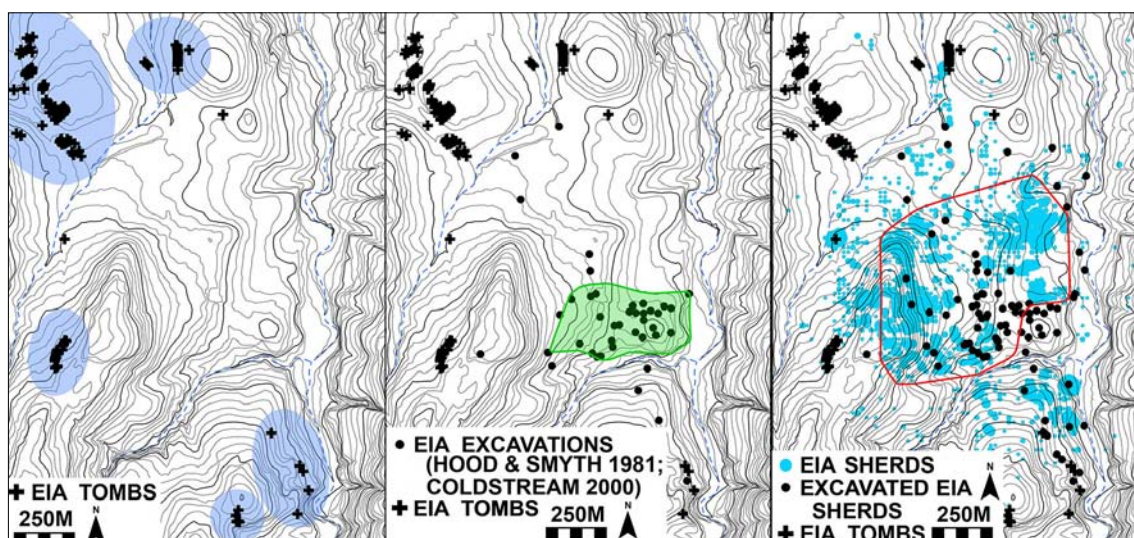 ✚ EIA TOMBS
250M N
● EIA EXCAVATIONS
(HOOD & SMYTH 1981;
COLDSTREAM 2000) N
✚ EIA TOMBS 250M
● EIA SHERDS N
● EXCAVATED EIA
SHERDS 250M
✚ EIA TOMBS